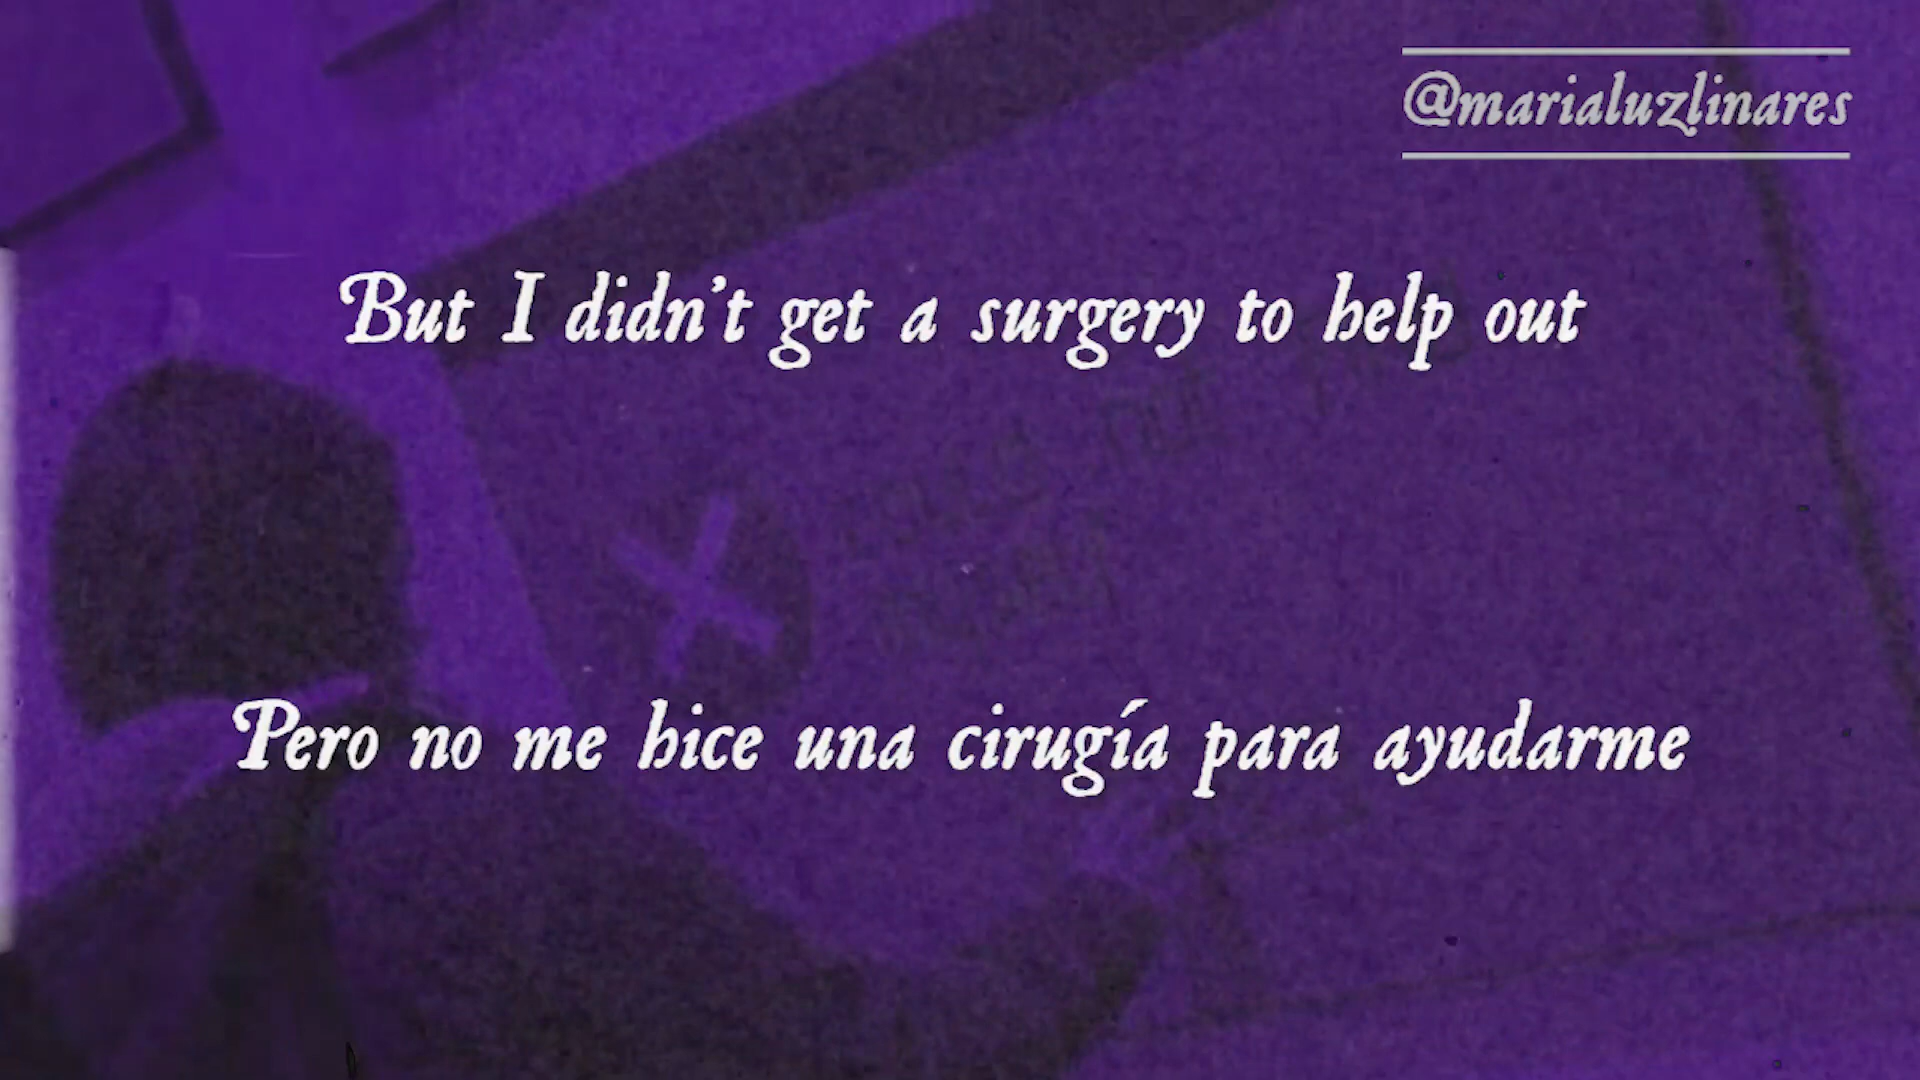 @marialuzlinares
But I didn't get a surgery to help out
Pero no me hice una cirugía para ayudarme